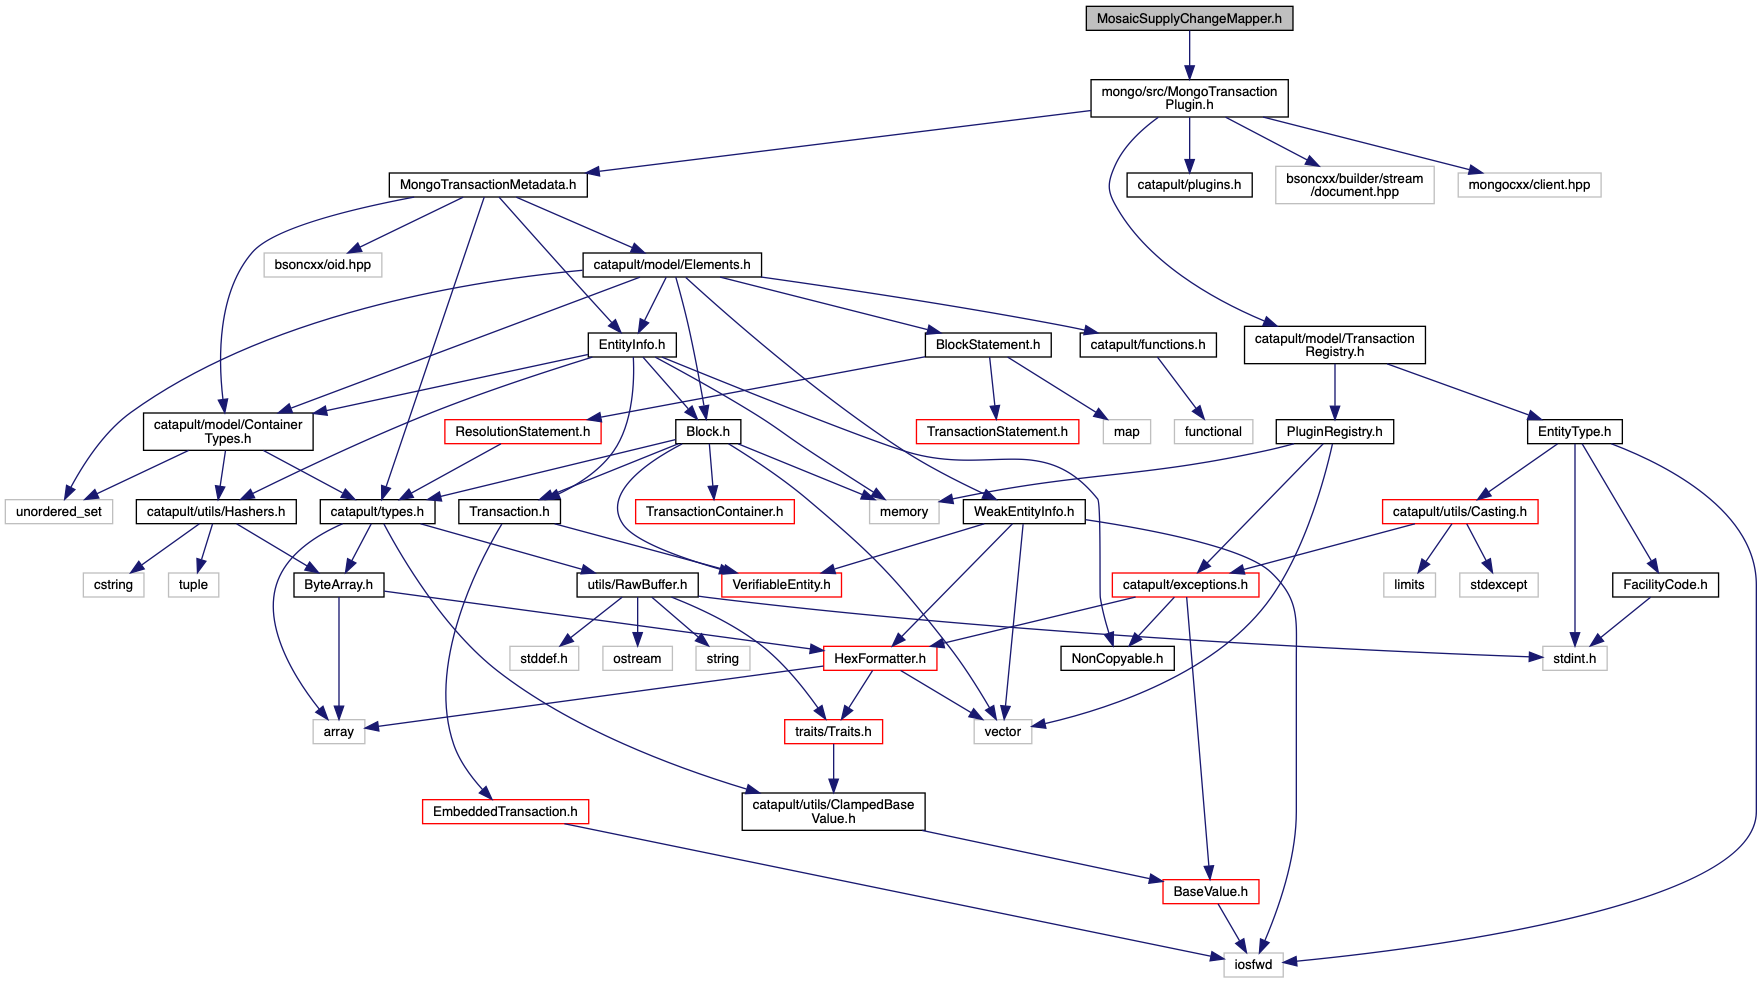 MosaicSupplyChangeMapper.h
mongo/src/MongoTransaction
Plugin.h
MongoTransactionMetadata.h
catapult/plugins.h
bsoncxx/builder/stream
/document.hpp
mongocxx/client.hpp
bsoncxx/oid.hpp
catapult/model/Elements.h
EntityInfo.h
BlockStatement.h
catapult/functions.h
catapult/model/Transaction
Registry.h
catapult/model/Container
Types.h
ResolutionStatement.h
Block.h
TransactionStatement.h
map
functional
PluginRegistry.h
EntityType.h
unordered_set
catapult/utils/Hashers.h
catapult/types.h
Transaction.h
TransactionContainer.h
memory
WeakEntityInfo.h
catapult/utils/Casting.h
cstring
tuple
ByteArray.h
utils/RawBuffer.h
VerifiableEntity.h
catapult/exceptions.h
limits
stdexcept
FacilityCode.h
stddef.h
ostream
string
HexFormatter.h
NonCopyable.h
stdint.h
array
traits/Traits.h
vector
EmbeddedTransaction.h
catapult/utils/ClampedBase
Value.h
BaseValue.h
iosfwd